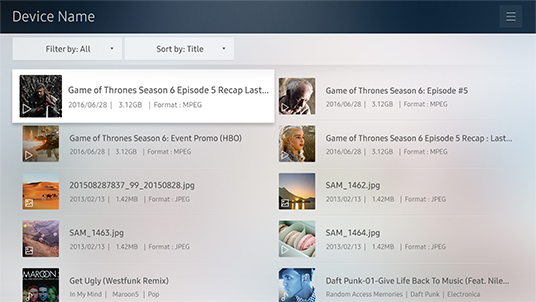 Device Name
Filter by: All
Sort by: Title
Game of Thrones Season 6 Episode 5 Recap Last...
2016/06/28 | 3.12GB | Format : MPEG
Game of Thrones Season 6: Episode #5
2016/06/28 | 3.12GB | Format : MPEG
Game of Thrones Season 6: Event Promo (HBO)
2016/06/28 | 3.12GB | Format : MPEG
Game of Thrones Season 6 Episode 5 Recap : Last...
2016/06/28 | 3.12GB | Format : MPEG
201508287837_99_20150828.jpg
2013/02/13 | 1.42MB | Format : JPEG
SAM_1462.jpg
2013/02/13 | 1.42MB | Format : JPEG
SAM_1463.jpg
2013/02/13 | 1.42MB | Format : JPEG
SAM_1464.jpg
2013/02/13 | 1.42MB | Format : JPEG
MAROON
Get Ugly (Westfunk Remix)
In My Mind | Maroon5 | Pop
Daft Punk-01-Give Life Back To Music (Feat. Nile...
Random Access Memories | Daft Punk | Electronica